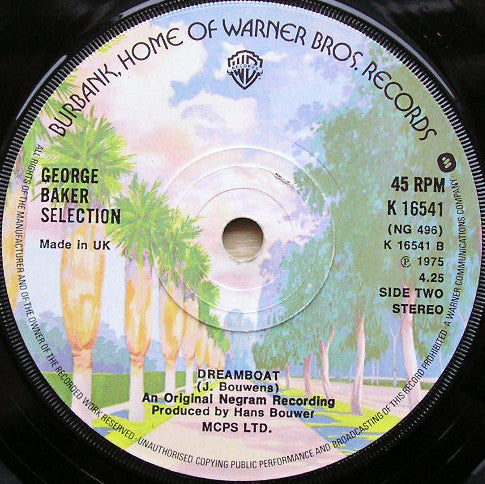 BURBANK, HOME OF WARNER BROS. RECORDS
GEORGE
BAKER
SELECTION
Made in UK
45 RPM
K 16541
(NG 496)
K 16541 B
℗ 1975
4.25
SIDE TWO
STEREO
DREAMBOAT
(J. Bouwens)
An Original Negram Recording
Produced by Hans Bouwer
MCPS LTD.
ALL RIGHTS OF THE MANUFACTURER AND OF THE OWNER OF THE RECORDED WORK RESERVED · UNAUTHORISED COPYING PUBLIC PERFORMANCE AND BROADCASTING OF THIS RECORD PROHIBITED. A WARNER COMMUNICATIONS COMPANY